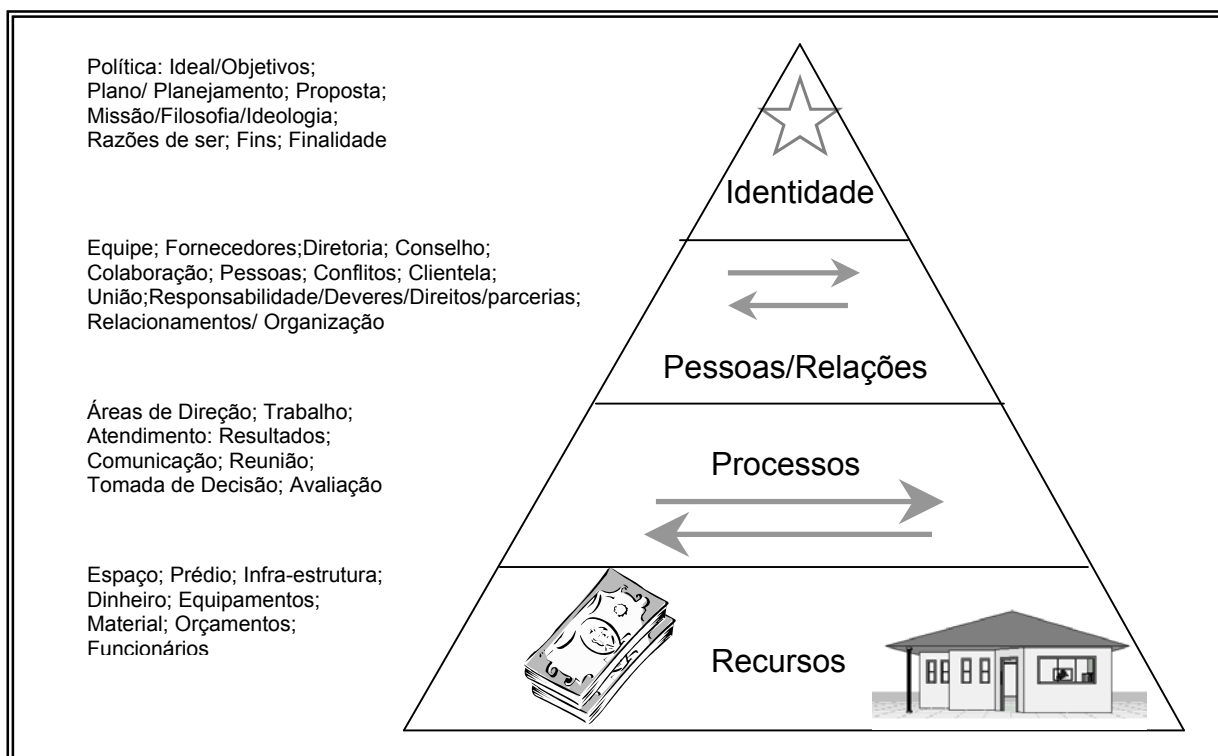 Política: Ideal/Objetivos;
Plano/ Planejamento; Proposta;
Missão/Filosofia/Ideologia;
Razões de ser; Fins; Finalidade
Identidade
Equipe; Fornecedores;Diretoria; Conselho;
Colaboração; Pessoas; Conflitos; Clientela;
União;Responsabilidade/Deveres/Direitos/parcerias;
Relacionamentos/ Organização
Pessoas/Relações
Áreas de Direção; Trabalho;
Atendimento: Resultados;
Comunicação; Reunião;
Tomada de Decisão; Avaliação
Processos
Espaço; Prédio; Infra-estrutura;
Dinheiro; Equipamentos;
Material; Orçamentos;
Funcionários
Recursos